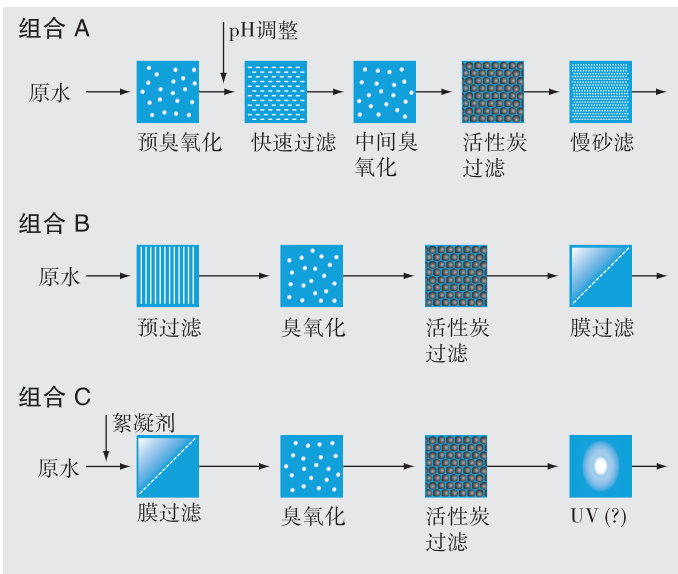 组合 A
pH调整
原水
预臭氧化
快速过滤
中间臭
氧化
活性炭
过滤
慢砂滤
组合 B
原水
预过滤
臭氧化
活性炭
过滤
膜过滤
组合 C
絮凝剂
原水
膜过滤
臭氧化
活性炭
过滤
UV (?)